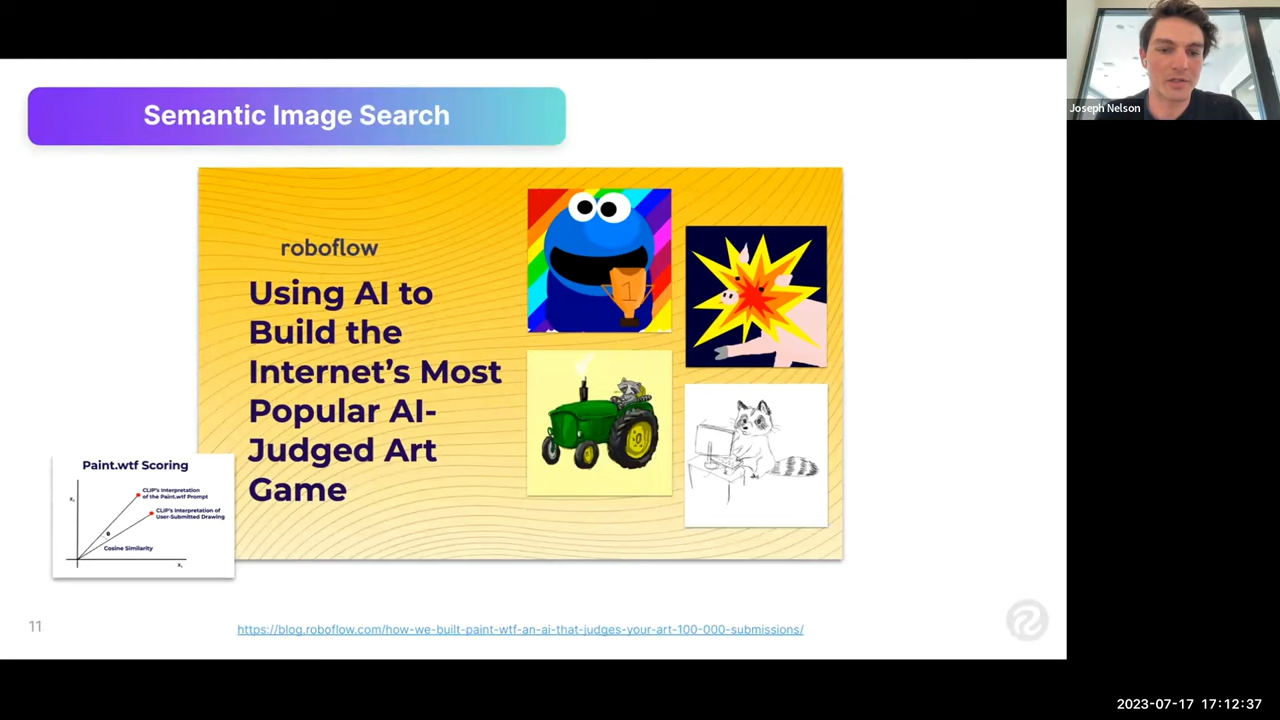 Joseph Nelson
Semantic Image Search
roboflow
Using AI to
Build the
Internet’s Most
Popular AI-
Judged Art
Game
1
Paint.wtf Scoring
CLIP's Interpretation
of the Paint.wtf Prompt
CLIP's Interpretation of
User-Submitted Drawing
θ
Cosine Similarity
11
https://blog.roboflow.com/how-we-built-paint-wtf-an-ai-that-judges-your-art-100-000-submissions/
2023-07-17 17:12:37